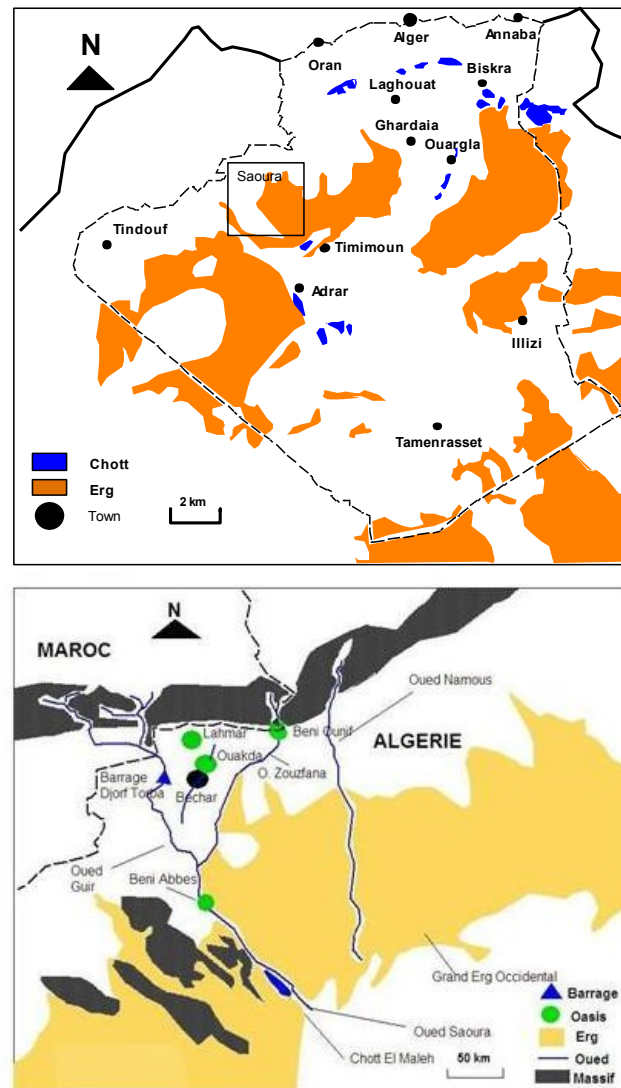 N
Alger
Annaba
Oran
Biskra
Laghouat
Ghardaia
Ouargla
Saoura
Tindouf
Timimoun
Adrar
Illizi
Tamenrasset
Chott
Erg
Town
2 km
N
MAROC
Oued Namous
Lahmar
Beni Ounif
ALGERIE
Ouakda
O. Zouzfana
Barrage
Djorf Torba
Bechar
Oued
Guir
Beni Abbes
Grand Erg Occidental
Barrage
Oasis
Erg
Oued
Massif
Oued Saoura
Chott El Maleh
50 km